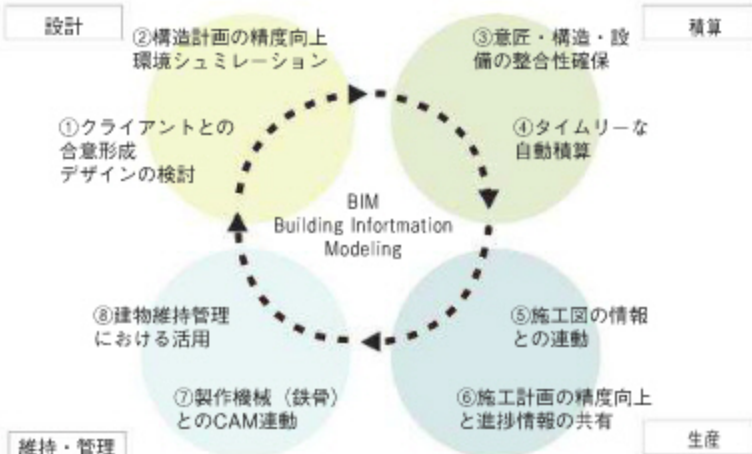 設計
積算
②構造計画の精度向上
環境シュミレーション
③意匠・構造・設
備の整合性確保
①クライアントとの
合意形成
デザインの検討
④タイムリーな
自動積算
BIM
Building Infortmation
Modeling
⑧建物維持管理
における活用
⑤施工図の情報
との連動
⑦製作機械（鉄骨）
とのCAM連動
⑥施工計画の精度向上
と進捗情報の共有
維持・管理
生産